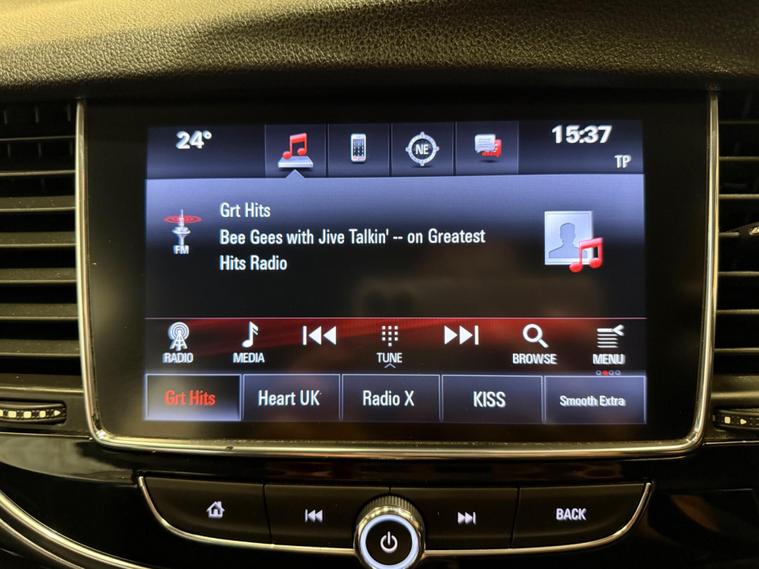 24°
NE
15:37
TP
FM
Grt Hits
Bee Gees with Jive Talkin' -- on Greatest
Hits Radio
RADIO
MEDIA
TUNE
BROWSE
MENU
Grt Hits
Heart UK
Radio X
KISS
Smooth Extra
BACK